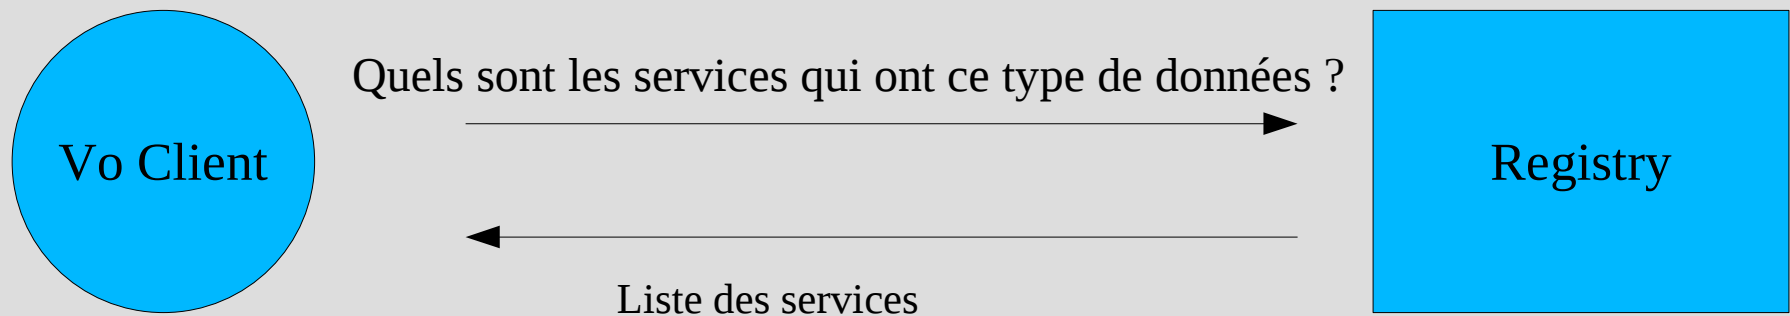 Quels sont les services qui ont ce type de données ?
Vo Client
Registry
Liste des services